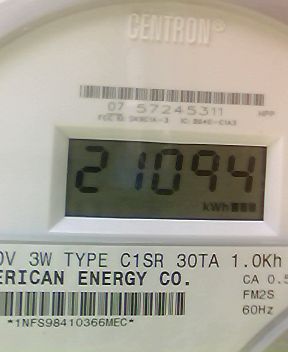 CENTRON®
07 57245311 NPP
21094
kWh
0V 3W TYPE C1SR 30TA 1.0Kh
ERICAN ENERGY CO. CA 0.5
FM2S
60Hz
*1NFS98410366MEC*